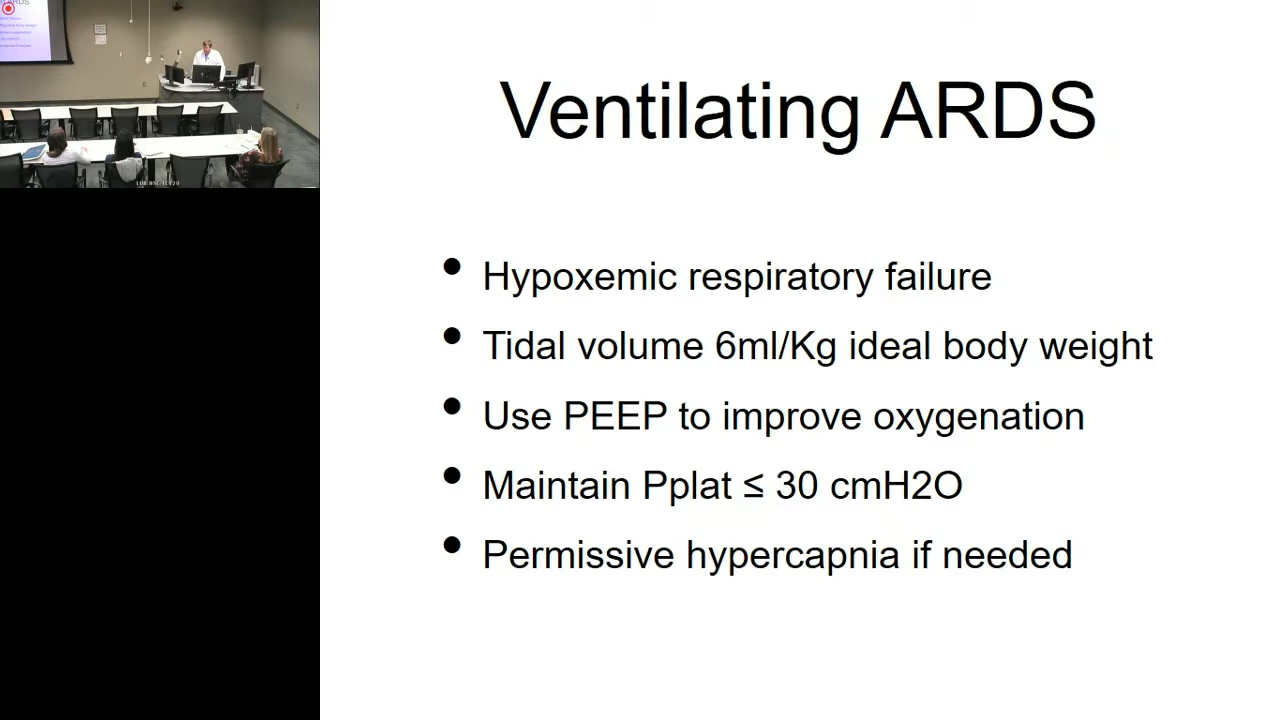 Ventilating ARDS
• Hypoxemic respiratory failure
• Tidal volume 6ml/Kg ideal body weight
• Use PEEP to improve oxygenation
• Maintain Pplat ≤ 30 cmH2O
• Permissive hypercapnia if needed